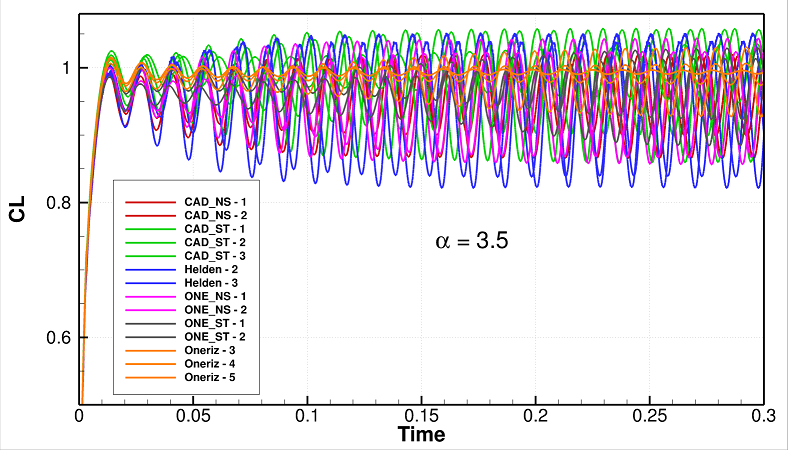 1
0.8
0.6
CL
CAD_NS - 1
CAD_NS - 2
CAD_ST - 1
CAD_ST - 2
CAD_ST - 3
Helden - 2
Helden - 3
ONE_NS - 1
ONE_NS - 2
ONE_ST - 1
ONE_ST - 2
Oneriz - 3
Oneriz - 4
Oneriz - 5
α = 3.5
0 0.05 0.1 0.15 0.2 0.25 0.3
Time